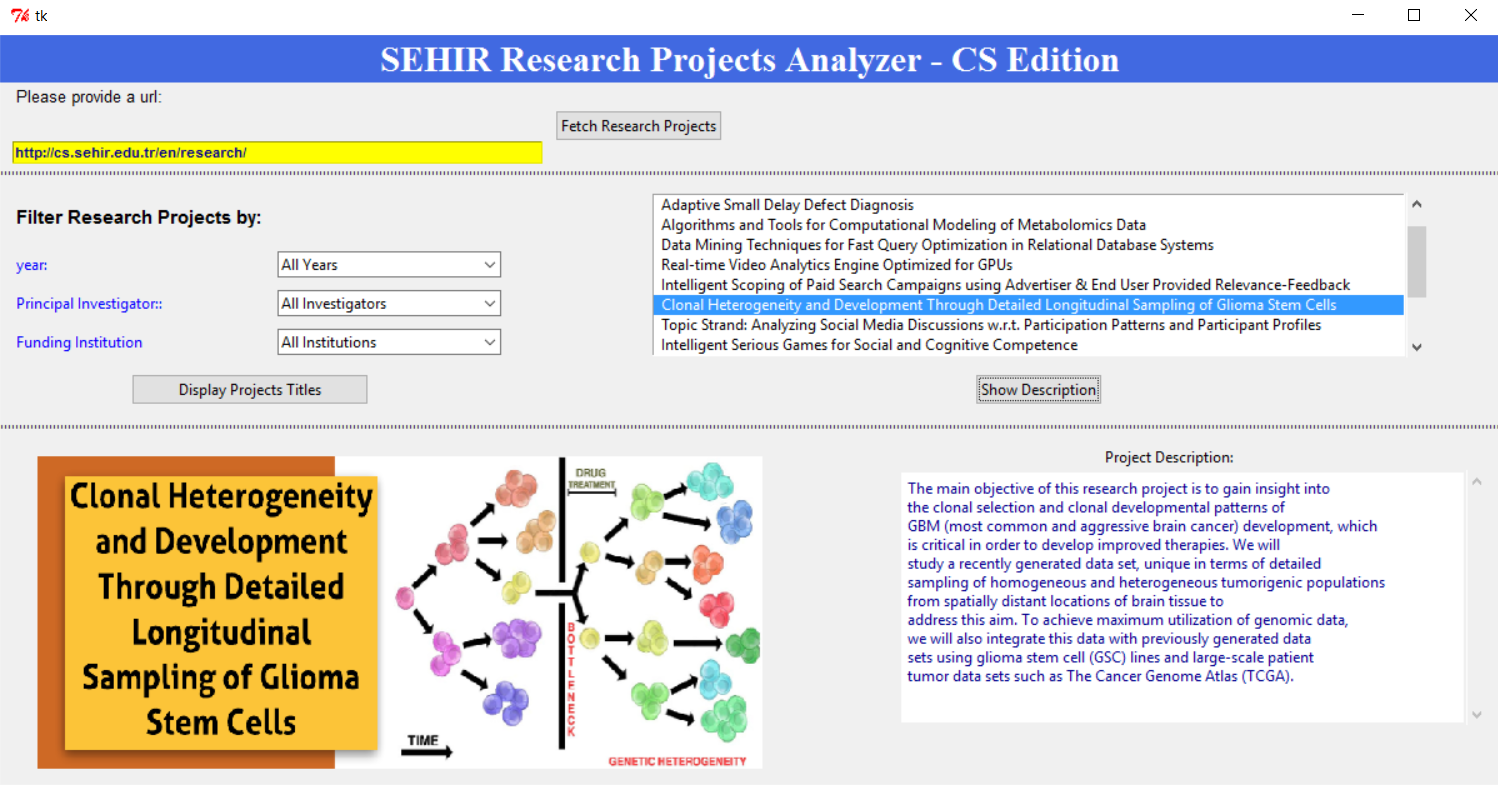 tk
SEHIR Research Projects Analyzer - CS Edition
Please provide a url:
Fetch Research Projects
http://cs.sehir.edu.tr/en/research/
Filter Research Projects by:
year:
All Years
Principal Investigator::
All Investigators
Funding Institution
All Institutions
Display Projects Titles
Adaptive Small Delay Defect Diagnosis
Algorithms and Tools for Computational Modeling of Metabolomics Data
Data Mining Techniques for Fast Query Optimization in Relational Database Systems
Real-time Video Analytics Engine Optimized for GPUs
Intelligent Scoping of Paid Search Campaigns using Advertiser & End User Provided Relevance-Feedback
Clonal Heterogeneity and Development Through Detailed Longitudinal Sampling of Glioma Stem Cells
Topic Strand: Analyzing Social Media Discussions w.r.t. Participation Patterns and Participant Profiles
Intelligent Serious Games for Social and Cognitive Competence
Show Description
Clonal Heterogeneity
and Development
Through Detailed
Longitudinal
Sampling of Glioma
Stem Cells
DRUG
TREATMENT
BOTTLENECK
TIME
GENETIC HETEROGENEITY
Project Description:
The main objective of this research project is to gain insight into
the clonal selection and clonal developmental patterns of
GBM (most common and aggressive brain cancer) development, which
is critical in order to develop improved therapies. We will
study a recently generated data set, unique in terms of detailed
sampling of homogeneous and heterogeneous tumorigenic populations
from spatially distant locations of brain tissue to
address this aim. To achieve maximum utilization of genomic data,
we will also integrate this data with previously generated data
sets using glioma stem cell (GSC) lines and large-scale patient
tumor data sets such as The Cancer Genome Atlas (TCGA).